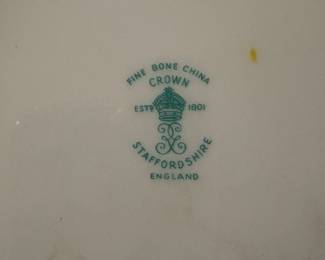 FINE BONE CHINA
CROWN
ESTD 1801
STAFFORDSHIRE
ENGLAND